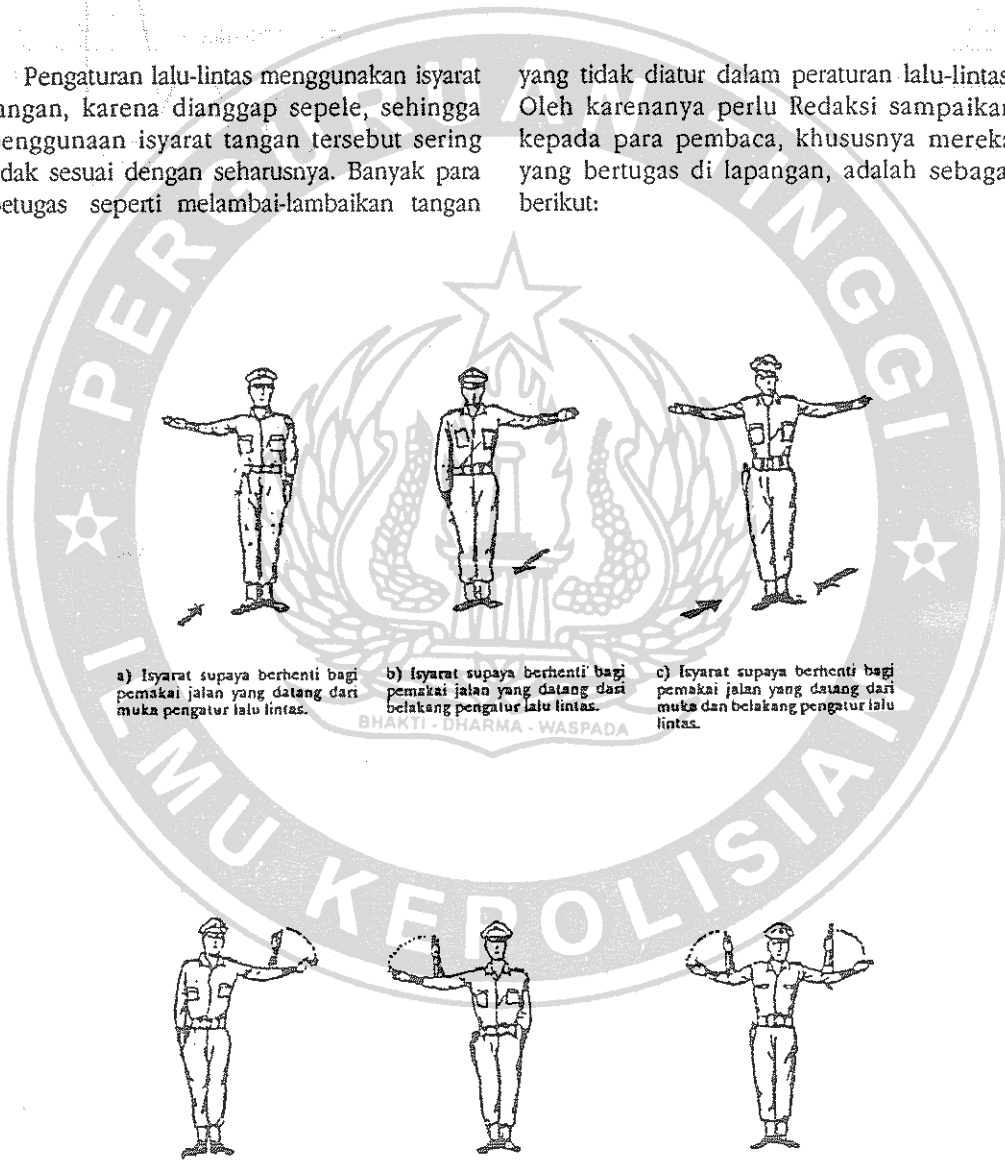 Pengaturan lalu-lintas menggunakan isyarat
angan, karena dianggap sepele, sehingga
enggunaan isyarat tangan tersebut sering
dak sesuai dengan seharusnya. Banyak para
etugas seperti melambai-lambaikan tangan
yang tidak diatur dalam peraturan lalu-lintas
Oleh karenanya perlu Redaksi sampaikan
kepada para pembaca, khususnya mereka
yang bertugas di lapangan, adalah sebaga
berikut:
a) Isyarat supaya berhenti bagi
pemakai jalan yang datang dari
muka pengatur lalu lintas.
b) Isyarat supaya berhenti bagi
pemakai jalan yang datang dari
belakang pengatur lalu lintas.
c) Isyarat supaya berhenti bagi
pemakai jalan yang datang dari
muka dan belakang pengatur lalu
lintas.
PERGURUAN TINGGI
ILMU KEPOLISIAN
BHAKTI - DHARMA - WASPADA